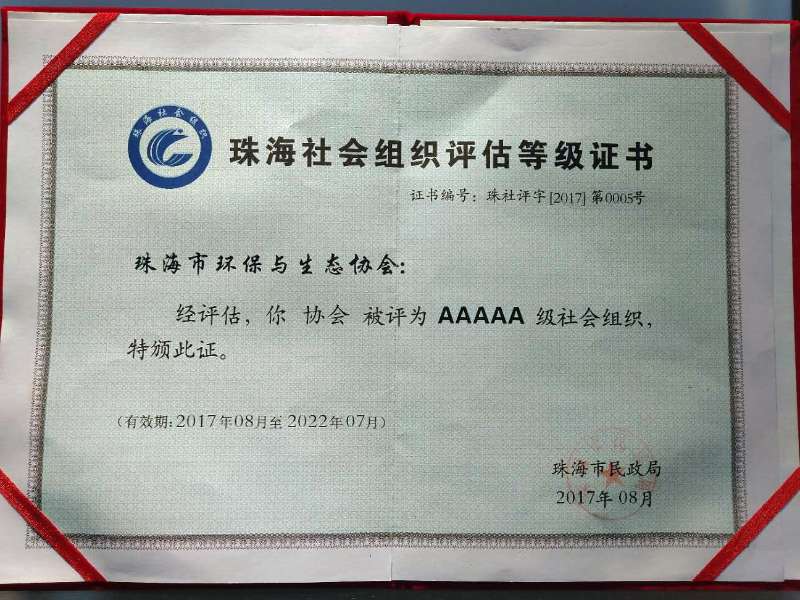 珠海社会组织
珠海社会组织评估等级证书
证书编号：珠社评字[2017]第0005号
珠海市环保与生态协会：
经评估，你 协会 被评为 AAAAA 级社会组织，
特颁此证。
（有效期：2017年08月至2022年07月）
珠海市民政局
2017年08月